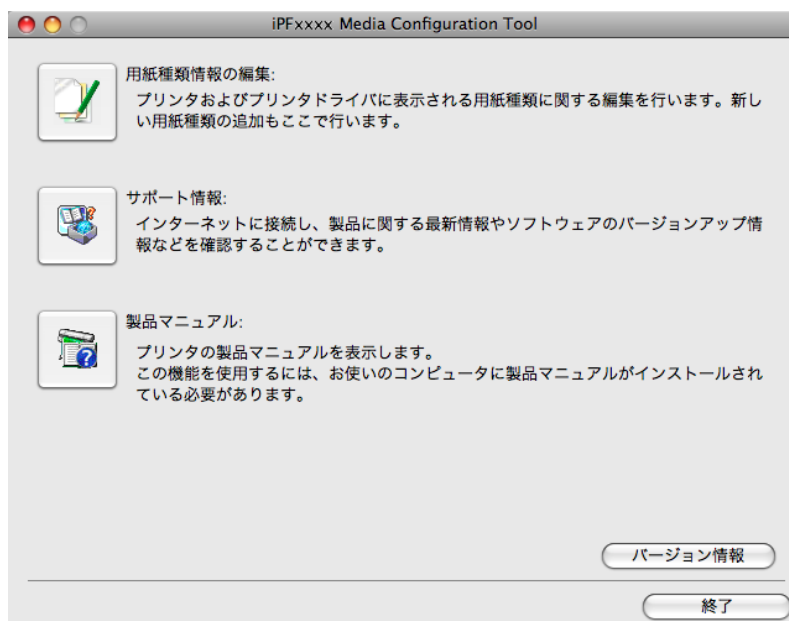 iPFxxxx Media Configuration Tool
用紙種類情報の編集:
プリンタおよびプリンタドライバに表示される用紙種類に関する編集を行います。新し
い用紙種類の追加もここで行います。
サポート情報:
インターネットに接続し、製品に関する最新情報やソフトウェアのバージョンアップ情
報などを確認することができます。
製品マニュアル:
プリンタの製品マニュアルを表示します。
この機能を使用するには、お使いのコンピュータに製品マニュアルがインストールされ
ている必要があります。
バージョン情報
終了